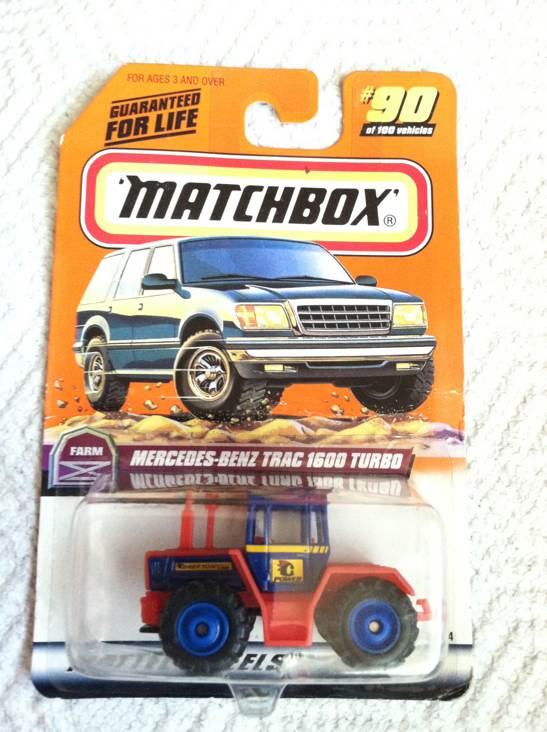 FOR AGES 3 AND OVER
GUARANTEED
FOR LIFE
#90
of 100 vehicles
'MATCHBOX'®
FARM
MERCEDES-BENZ TRAC 1600 TURBO
POWER
4